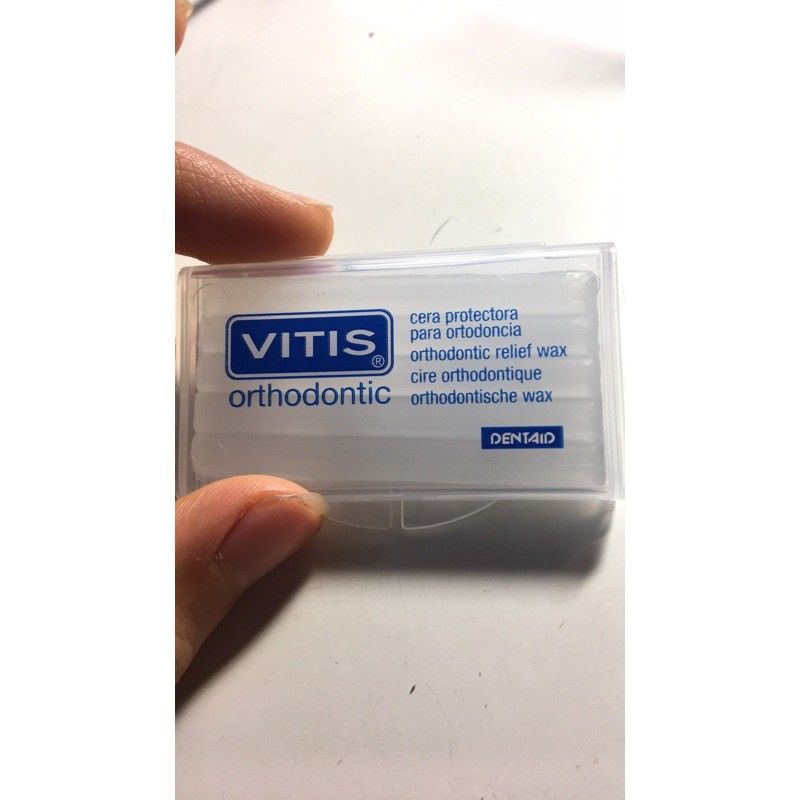 VITIS®
orthodontic
cera protectora
para ortodoncia
orthodontic relief wax
cire orthodontique
orthodontische wax
DENTAID